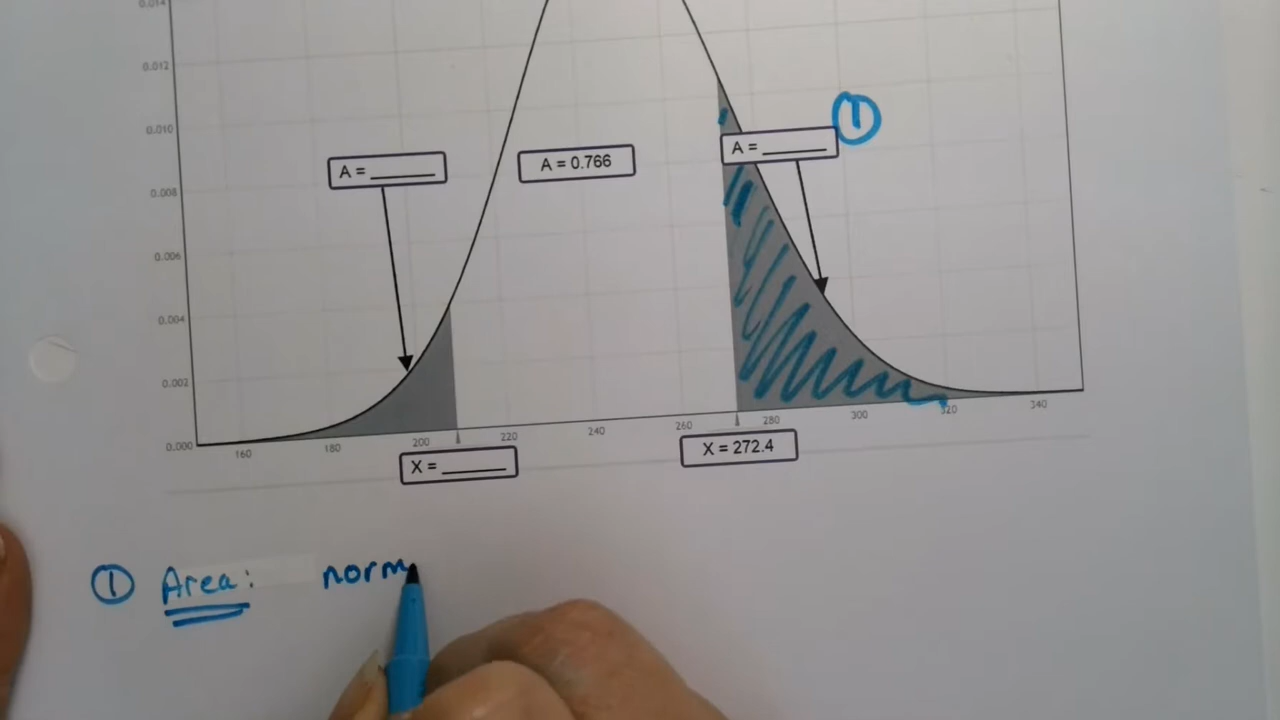 0.014
0.012
0.010
0.008
0.006
0.004
0.002
0.000
160 180 200 220 240 260 280 300 320 340
A = ______
A = 0.766
A = ______
①
X = ______
X = 272.4
① Area: norm